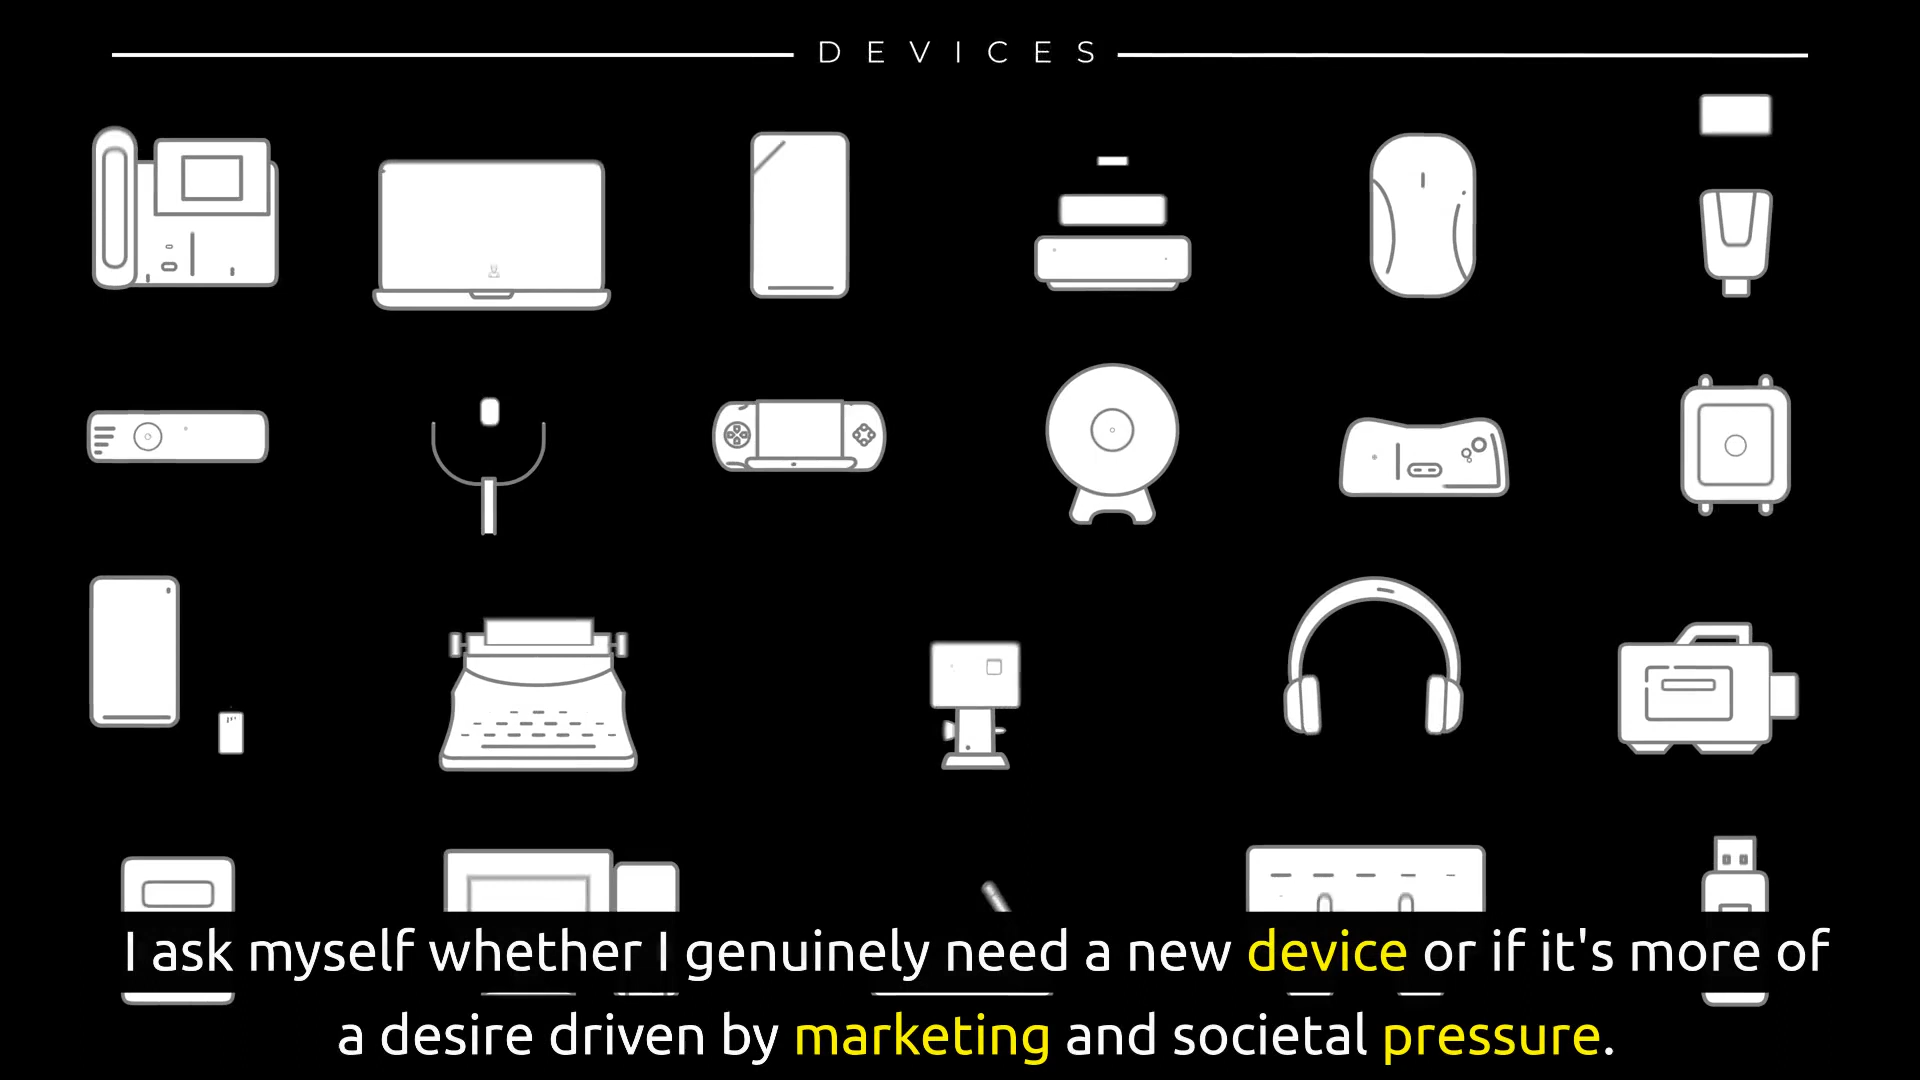 DEVICES
I ask myself whether I genuinely need a new device or if it's more of
a desire driven by marketing and societal pressure.